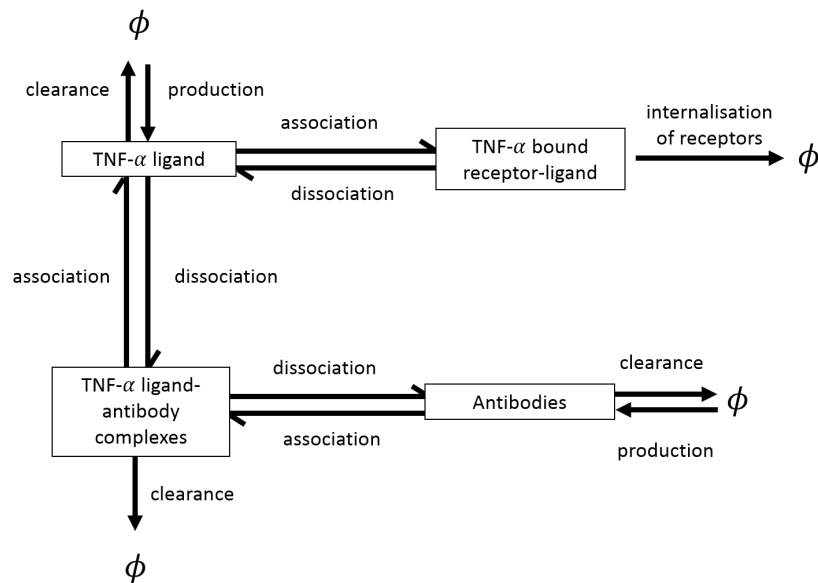 ϕ
clearance
production
association
internalisation
of receptors
TNF-α ligand
TNF-α bound
receptor-ligand
ϕ
dissociation
association
dissociation
dissociation
clearance
TNF-α ligand-
antibody
complexes
Antibodies
ϕ
association
production
clearance
ϕ